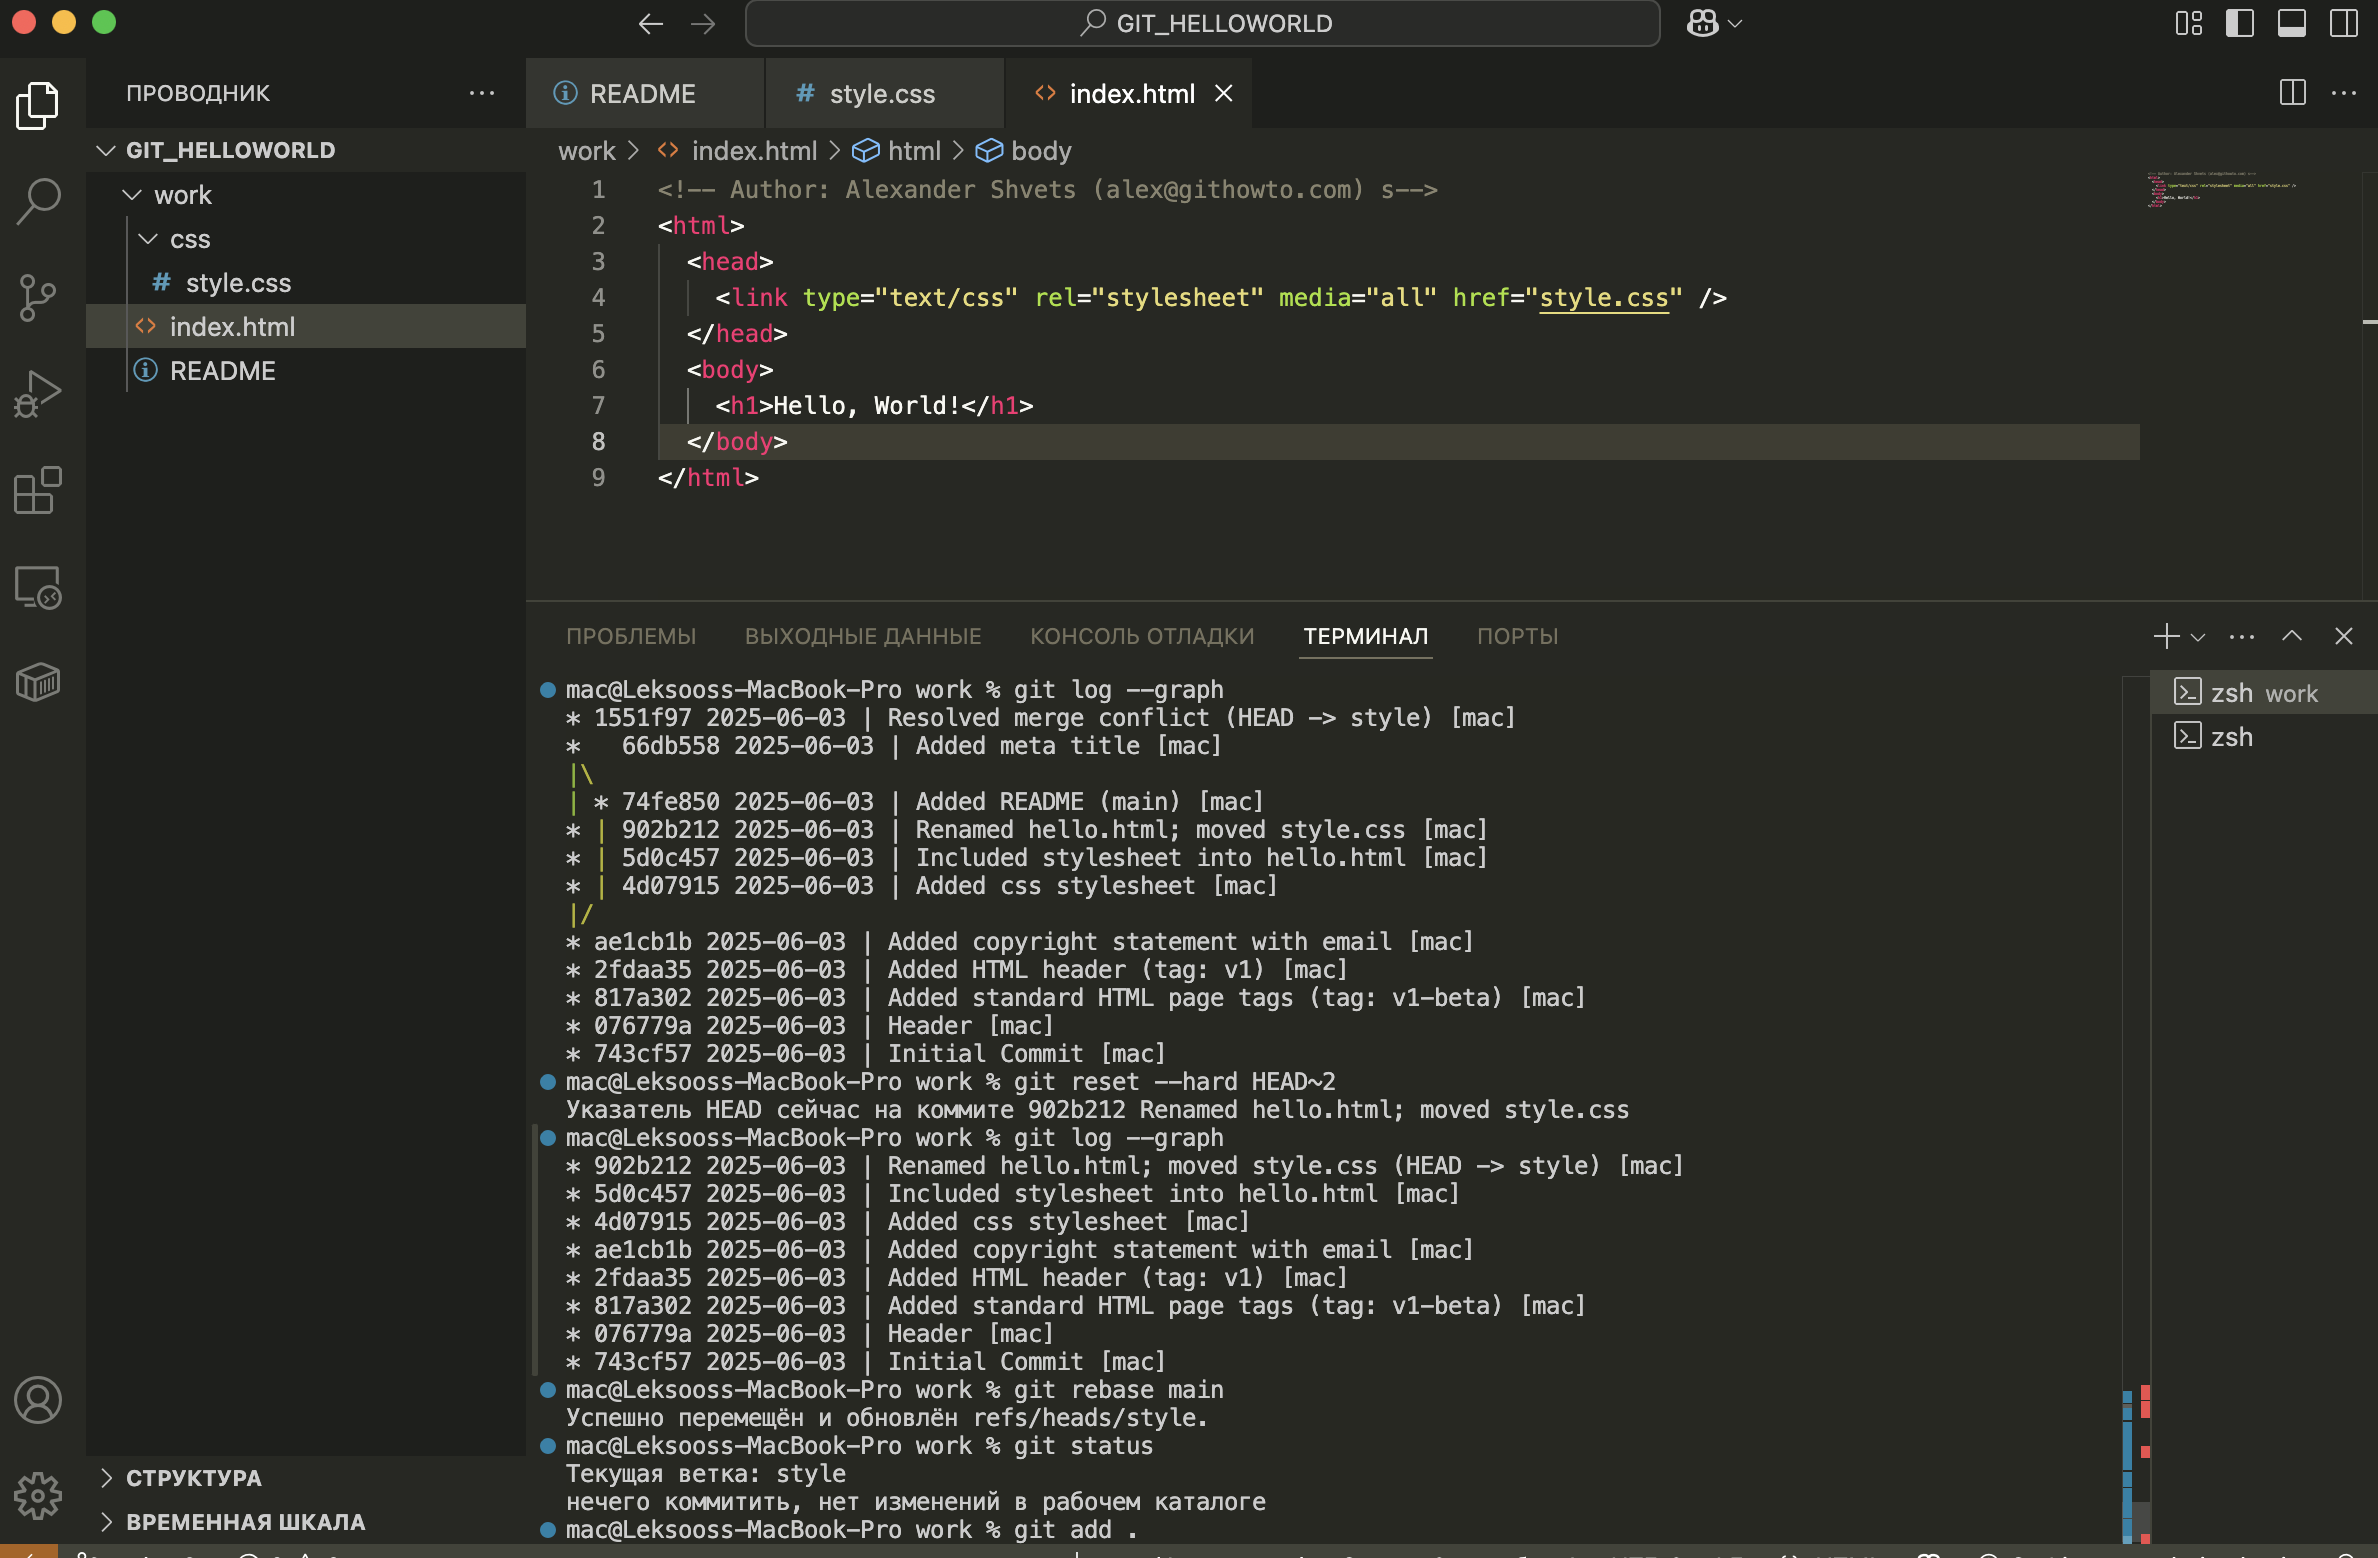 GIT_HELLOWORLD
ПРОВОДНИК
GIT_HELLOWORLD
work
css
# style.css
<> index.html
README
СТРУКТУРА
ВРЕМЕННАЯ ШКАЛА
README
# style.css
<> index.html
work > <> index.html > html > body
1 <!-- Author: Alexander Shvets (alex@githowto.com) s-->
2 <html>
3 <head>
4 <link type="text/css" rel="stylesheet" media="all" href="style.css" />
5 </head>
6 <body>
7 <h1>Hello, World!</h1>
8 </body>
9 </html>
ПРОБЛЕМЫ ВЫХОДНЫЕ ДАННЫЕ КОНСОЛЬ ОТЛАДКИ ТЕРМИНАЛ ПОРТЫ
mac@Leksooss-MacBook-Pro work % git log --graph
* 1551f97 2025-06-03 | Resolved merge conflict (HEAD -> style) [mac]
*   66db558 2025-06-03 | Added meta title [mac]
|\
| * 74fe850 2025-06-03 | Added README (main) [mac]
* | 902b212 2025-06-03 | Renamed hello.html; moved style.css [mac]
* | 5d0c457 2025-06-03 | Included stylesheet into hello.html [mac]
* | 4d07915 2025-06-03 | Added css stylesheet [mac]
|/
* ae1cb1b 2025-06-03 | Added copyright statement with email [mac]
* 2fdaa35 2025-06-03 | Added HTML header (tag: v1) [mac]
* 817a302 2025-06-03 | Added standard HTML page tags (tag: v1-beta) [mac]
* 076779a 2025-06-03 | Header [mac]
* 743cf57 2025-06-03 | Initial Commit [mac]
mac@Leksooss-MacBook-Pro work % git reset --hard HEAD~2
Указатель HEAD сейчас на коммите 902b212 Renamed hello.html; moved style.css
mac@Leksooss-MacBook-Pro work % git log --graph
* 902b212 2025-06-03 | Renamed hello.html; moved style.css (HEAD -> style) [mac]
* 5d0c457 2025-06-03 | Included stylesheet into hello.html [mac]
* 4d07915 2025-06-03 | Added css stylesheet [mac]
* ae1cb1b 2025-06-03 | Added copyright statement with email [mac]
* 2fdaa35 2025-06-03 | Added HTML header (tag: v1) [mac]
* 817a302 2025-06-03 | Added standard HTML page tags (tag: v1-beta) [mac]
* 076779a 2025-06-03 | Header [mac]
* 743cf57 2025-06-03 | Initial Commit [mac]
mac@Leksooss-MacBook-Pro work % git rebase main
Успешно перемещён и обновлён refs/heads/style.
mac@Leksooss-MacBook-Pro work % git status
Текущая ветка: style
нечего коммитить, нет изменений в рабочем каталоге
mac@Leksooss-MacBook-Pro work % git add .
zsh work
zsh